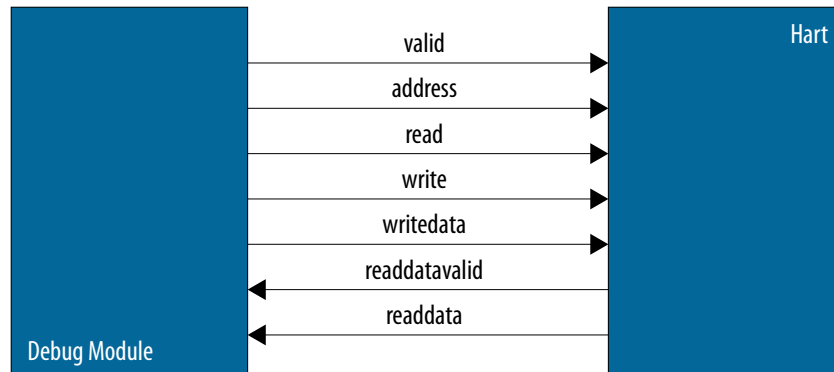 Hart
valid
address
read
write
writedata
readdatavalid
readdata
Debug Module